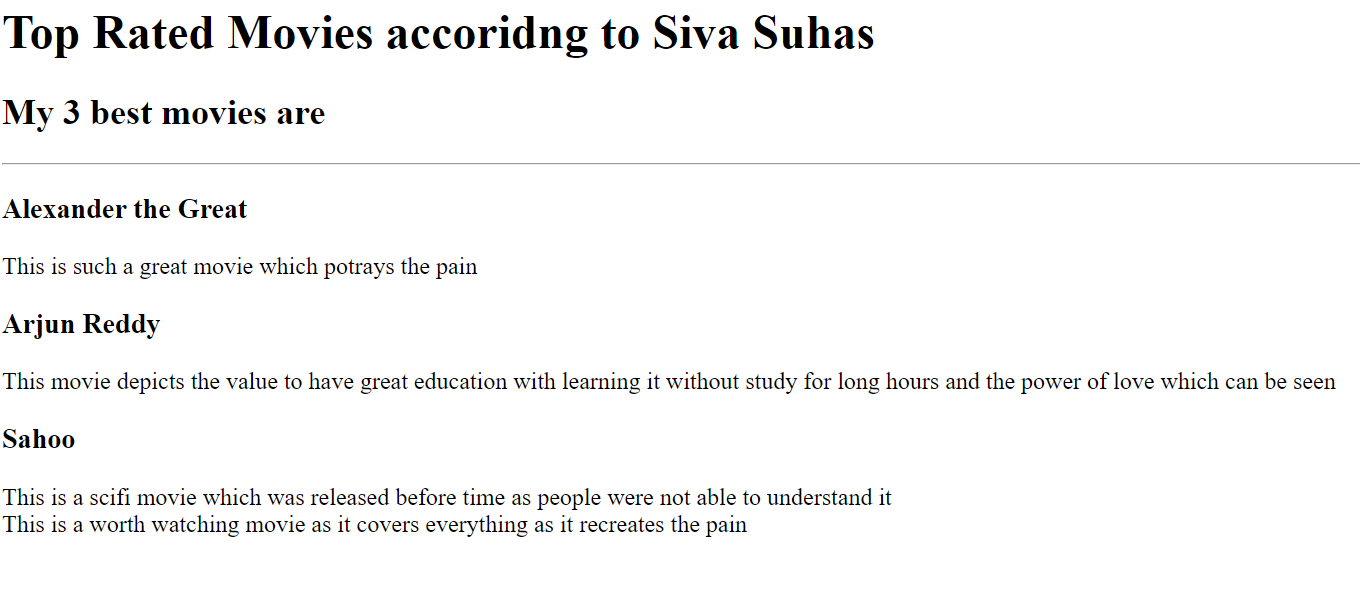 Top Rated Movies accoridng to Siva Suhas
My 3 best movies are
Alexander the Great
This is such a great movie which potrays the pain
Arjun Reddy
This movie depicts the value to have great education with learning it without study for long hours and the power of love which can be seen
Sahoo
This is a scifi movie which was released before time as people were not able to understand it
This is a worth watching movie as it covers everything as it recreates the pain